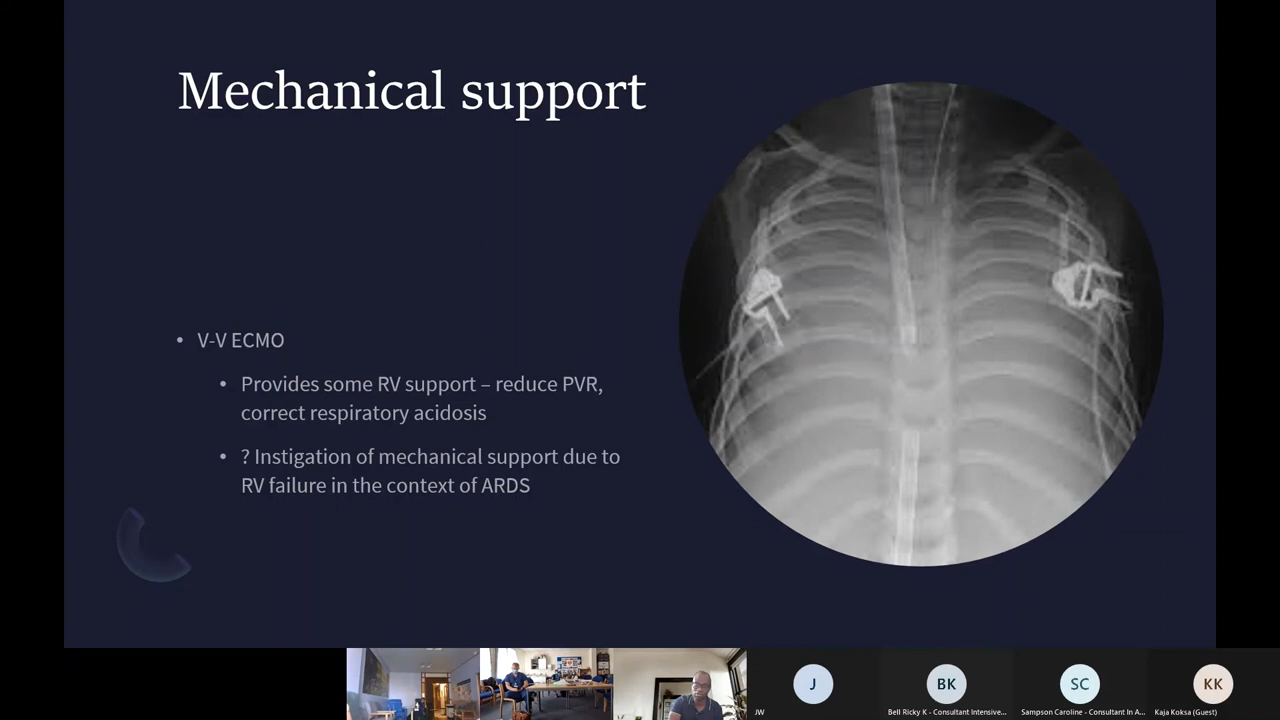 Mechanical support
• V-V ECMO
• Provides some RV support – reduce PVR,
correct respiratory acidosis
• ? Instigation of mechanical support due to
RV failure in the context of ARDS
J
BK
SC
KK
JW
Bell Ricky K - Consultant Intensive...
Sampson Caroline - Consultant In A...
Kaja Koksa (Guest)